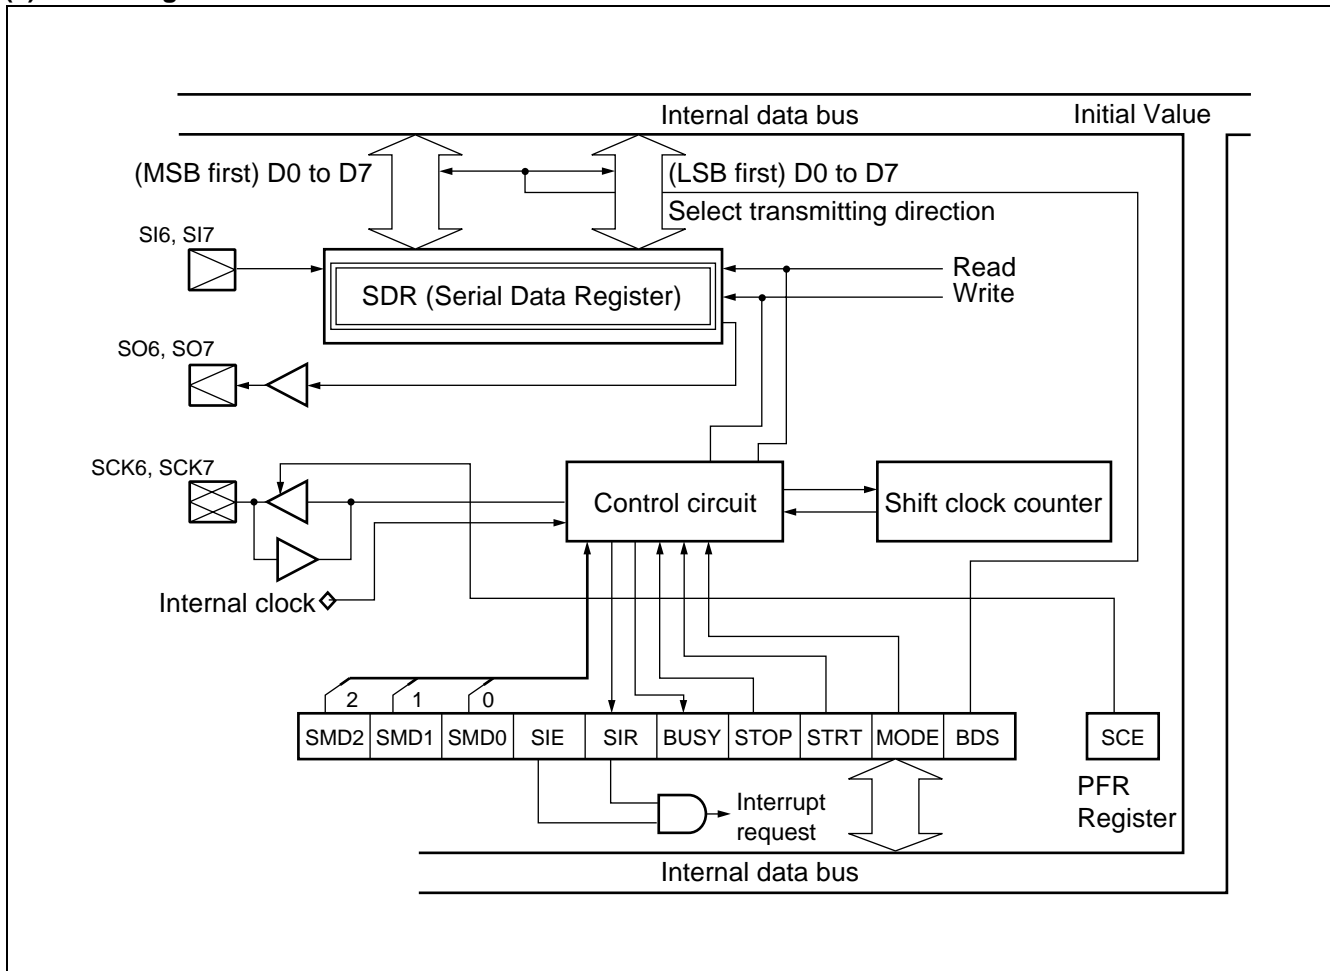 Internal data bus
Initial Value
(MSB first) D0 to D7
(LSB first) D0 to D7
Select transmitting direction
SI6, SI7
Read
SDR (Serial Data Register)
Write
SO6, SO7
SCK6, SCK7
Control circuit
Shift clock counter
Internal clock
2
1
0
SMD2
SMD1
SMD0
SIE
SIR
BUSY
STOP
STRT
MODE
BDS
SCE
PFR
Register
Interrupt
request
Internal data bus